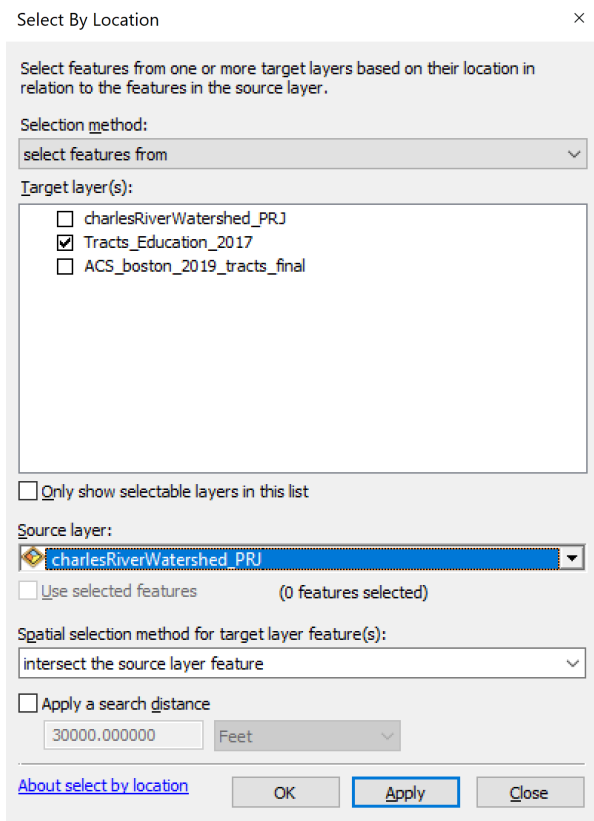 Select By Location
Select features from one or more target layers based on their location in
relation to the features in the source layer.
Selection method:
select features from
Target layer(s):
charlesRiverWatershed_PRJ
Tracts_Education_2017
ACS_boston_2019_tracts_final
Only show selectable layers in this list
Source layer:
charlesRiverWatershed_PRJ
Use selected features (0 features selected)
Spatial selection method for target layer feature(s):
intersect the source layer feature
Apply a search distance
30000.000000 Feet
About select by location OK Apply Close